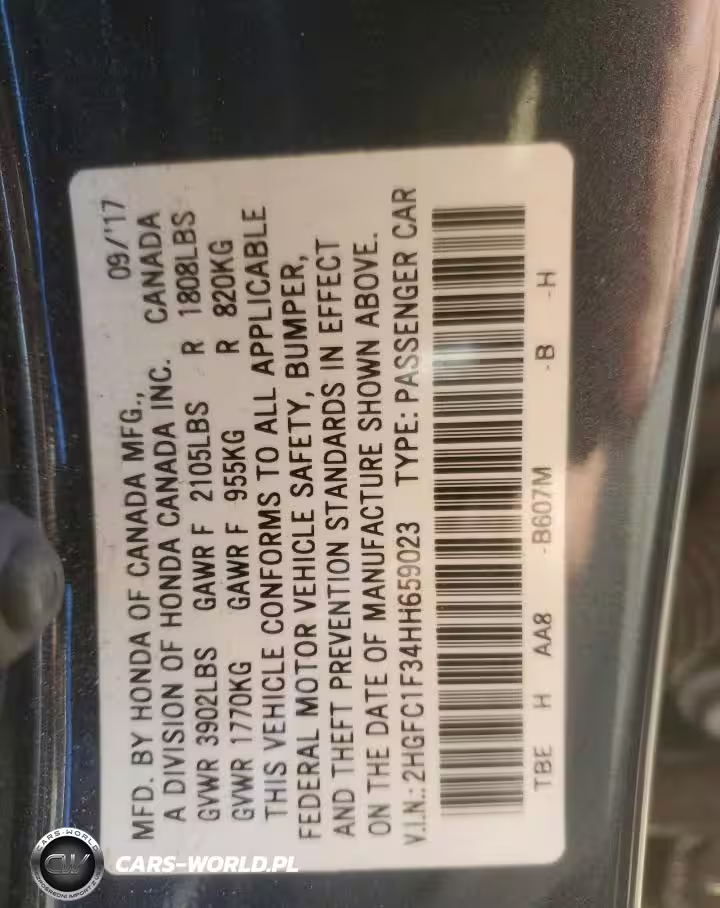 MFD. BY HONDA OF CANADA MFG., 09/'17
A DIVISION OF HONDA CANADA INC. CANADA
GVWR 3902LBS GAWR F 2105LBS R 1808LBS
GVWR 1770KG GAWR F 955KG R 820KG
THIS VEHICLE CONFORMS TO ALL APPLICABLE
FEDERAL MOTOR VEHICLE SAFETY, BUMPER,
AND THEFT PREVENTION STANDARDS IN EFFECT
ON THE DATE OF MANUFACTURE SHOWN ABOVE.
V.I.N.:2HGFC1F34HH659023 TYPE: PASSENGER CAR
TBE H AA8 -B607M -B -H
CARS-WORLD
CW
CARS-WORLD.PL